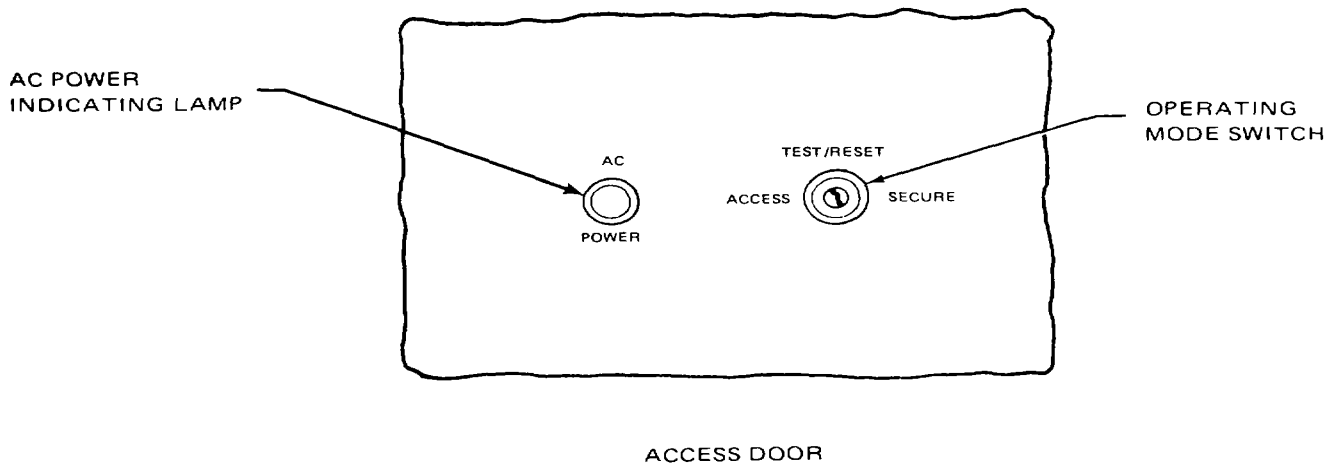 AC POWER
INDICATING LAMP
OPERATING
MODE SWITCH
AC
POWER
TEST/RESET
ACCESS
SECURE
ACCESS DOOR